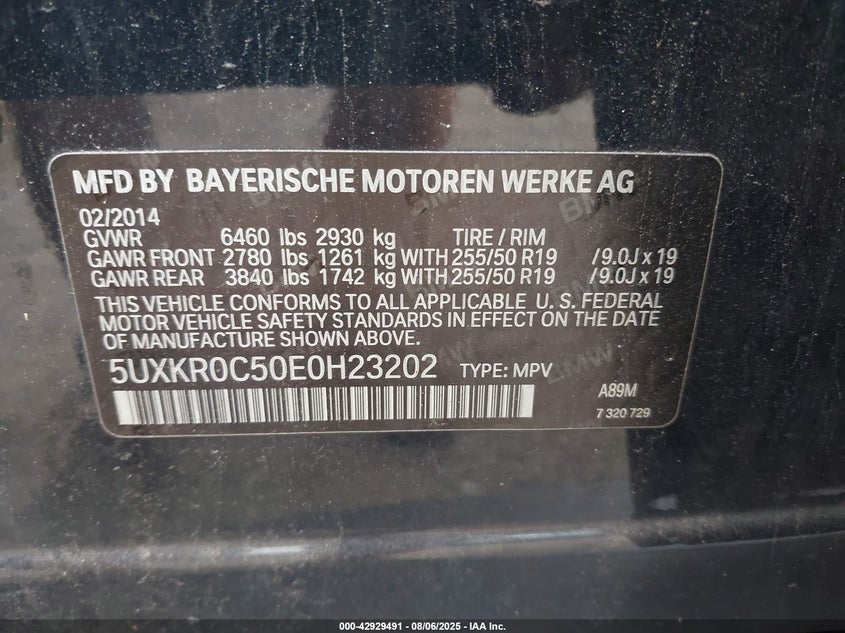 MFD BY BAYERISCHE MOTOREN WERKE AG
02/2014
GVWR 6460 lbs 2930 kg TIRE / RIM
GAWR FRONT 2780 lbs 1261 kg WITH 255/50 R19 /9.0J x 19
GAWR REAR 3840 lbs 1742 kg WITH 255/50 R19 /9.0J x 19
THIS VEHICLE CONFORMS TO ALL APPLICABLE U. S. FEDERAL
MOTOR VEHICLE SAFETY STANDARDS IN EFFECT ON THE DATE
OF MANUFACTURE SHOWN ABOVE.
5UXKR0C50E0H23202 TYPE: MPV
A89M
7 320 729
000-42929491 - 08/06/2025 - IAA Inc.